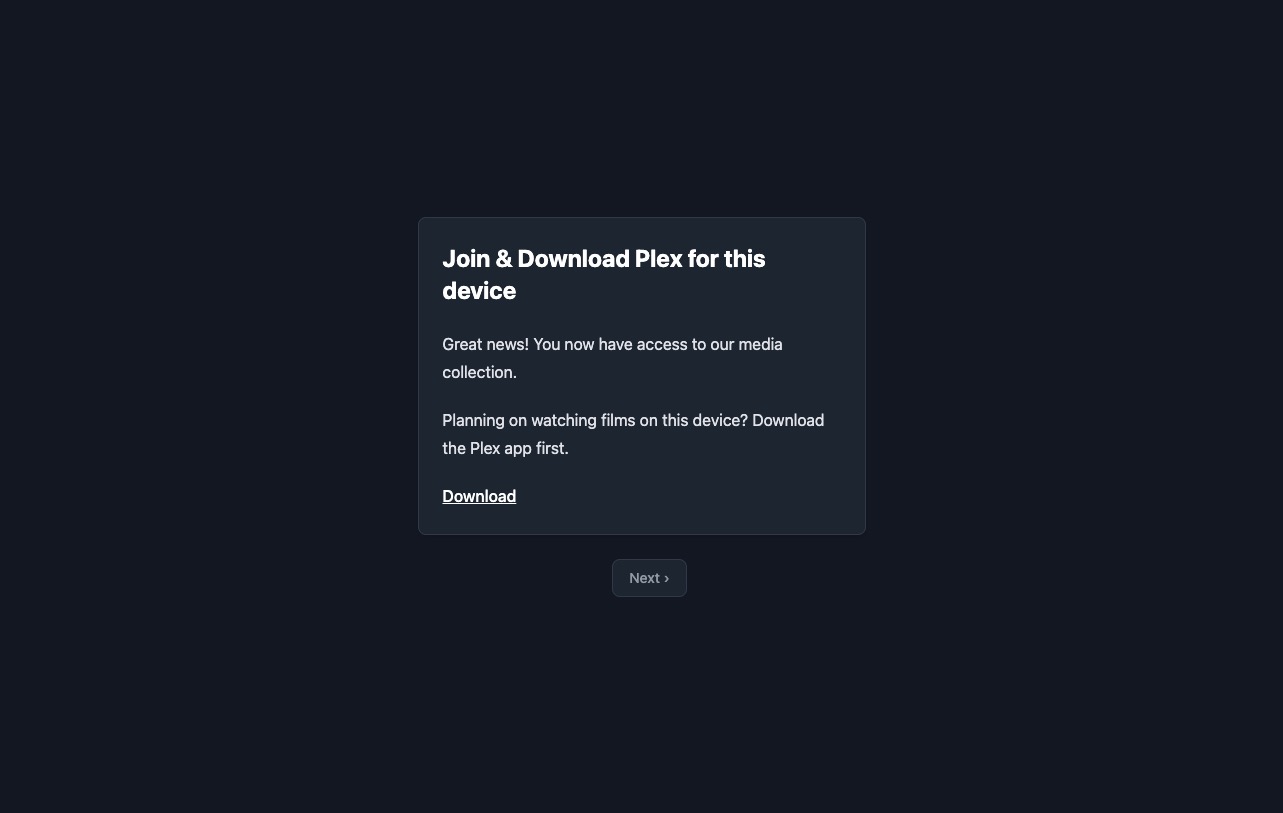 Join & Download Plex for this
device
Great news! You now have access to our media
collection.
Planning on watching films on this device? Download
the Plex app first.
Download
Next ›